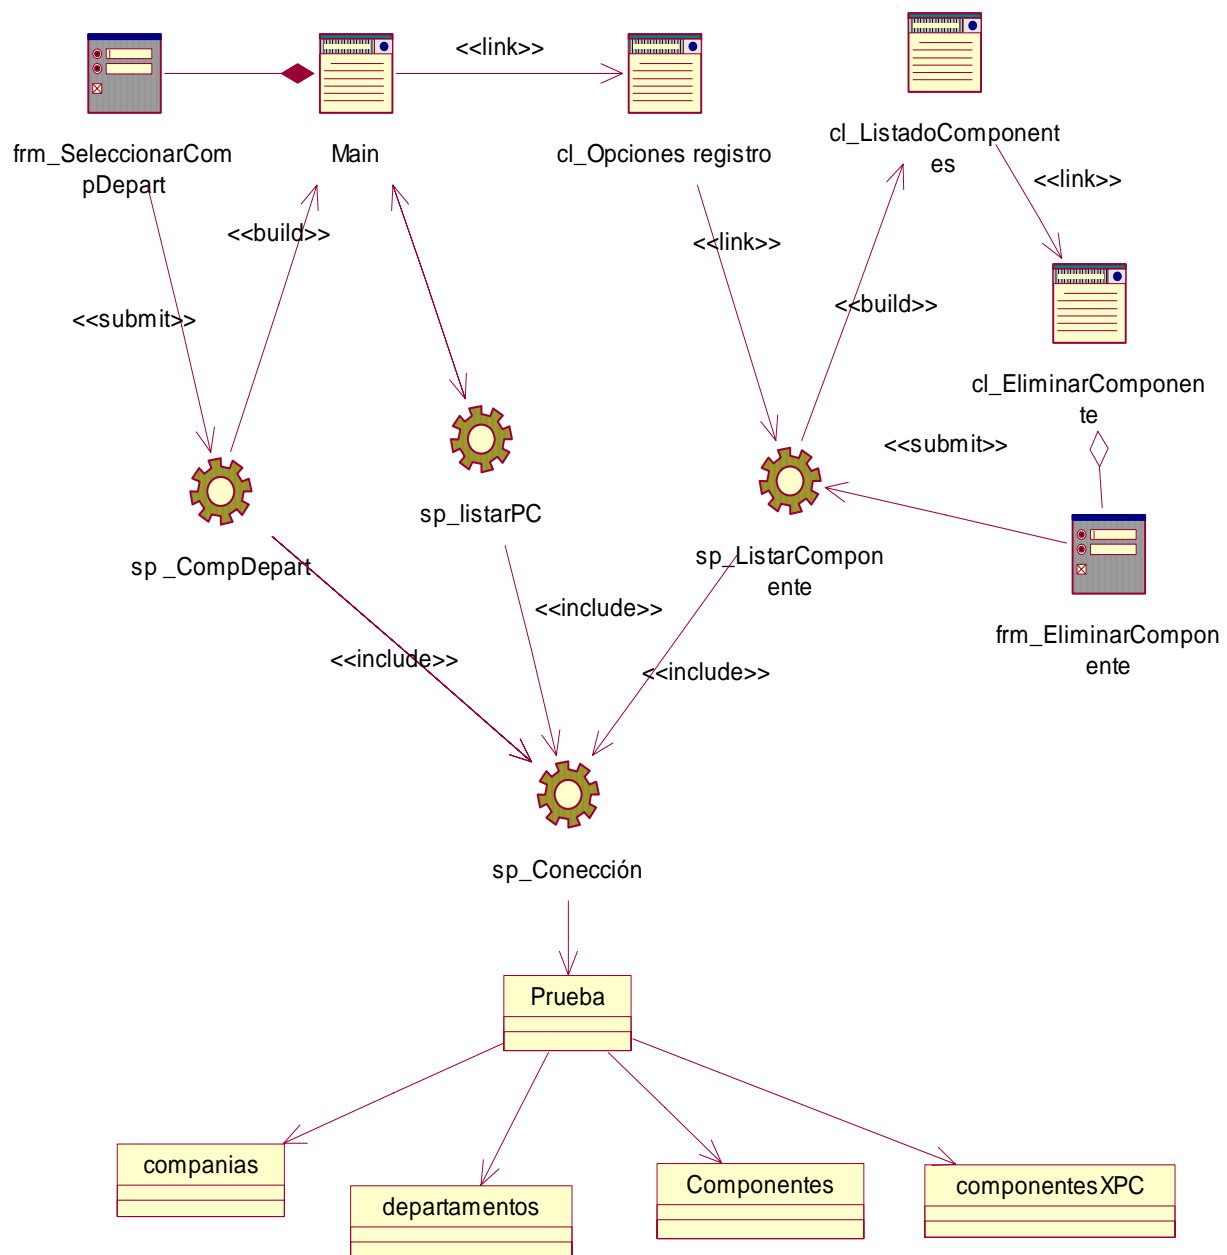 <<link>>
cl_ListadoComponent
es
frm_SeleccionarCom
pDepart
Main
cl_Opciones registro
<<link>>
<<build>>
<<link>>
<<submit>>
<<build>>
cl_EliminarComponen
te
<<submit>>
sp_listarPC
sp _CompDepart
sp_ListarCompon
ente
<<include>>
frm_EliminarCompon
ente
<<include>>
<<include>>
sp_Conección
Prueba
companias
departamentos
Componentes
componentesXPC